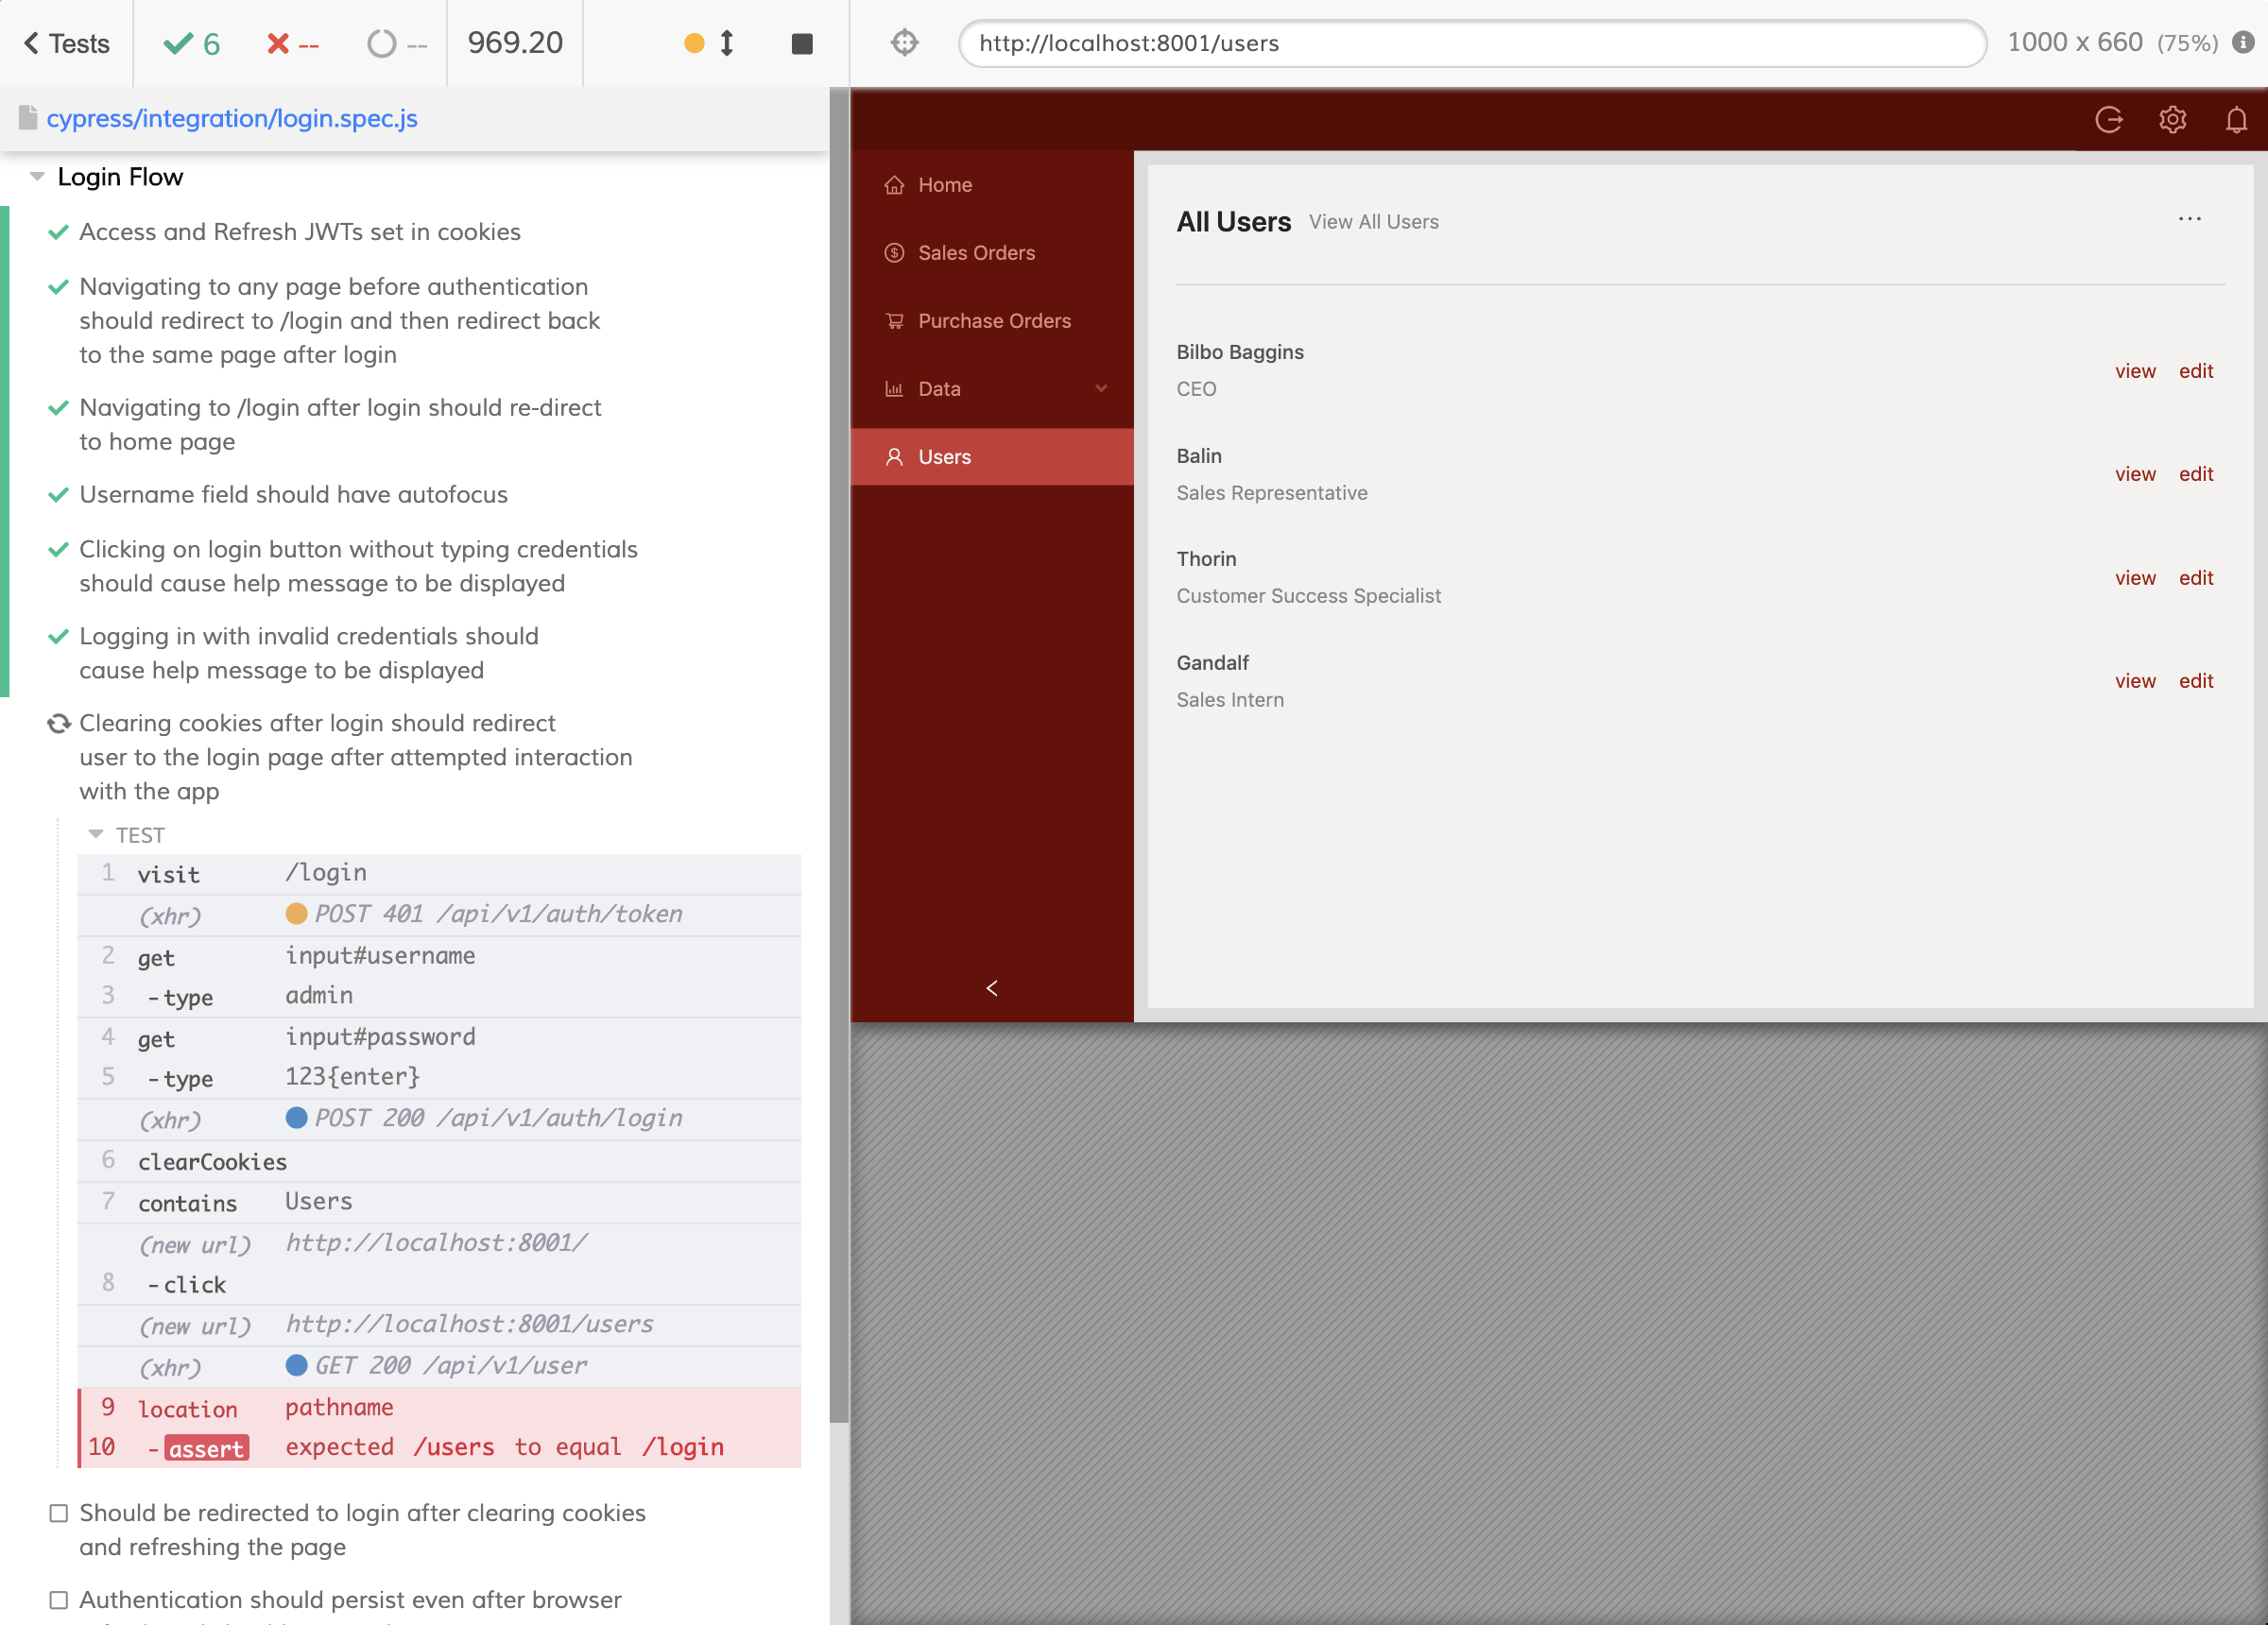 Tests
6
--
--
969.20
http://localhost:8001/users
1000 x 660 (75%)
cypress/integration/login.spec.js
Login Flow
Access and Refresh JWTs set in cookies
Navigating to any page before authentication
should redirect to /login and then redirect back
to the same page after login
Navigating to /login after login should re-direct
to home page
Username field should have autofocus
Clicking on login button without typing credentials
should cause help message to be displayed
Logging in with invalid credentials should
cause help message to be displayed
Clearing cookies after login should redirect
user to the login page after attempted interaction
with the app
TEST
1 visit /login
(xhr) POST 401 /api/v1/auth/token
2 get input#username
3 -type admin
4 get input#password
5 -type 123{enter}
(xhr) POST 200 /api/v1/auth/login
6 clearCookies
7 contains Users
(new url) http://localhost:8001/
8 -click
(new url) http://localhost:8001/users
(xhr) GET 200 /api/v1/user
9 location pathname
10 -assert expected /users to equal /login
Should be redirected to login after clearing cookies
and refreshing the page
Authentication should persist even after browser
Home
Sales Orders
Purchase Orders
Data
Users
All Users View All Users
Bilbo Baggins
CEO
view edit
Balin
Sales Representative
view edit
Thorin
Customer Success Specialist
view edit
Gandalf
Sales Intern
view edit